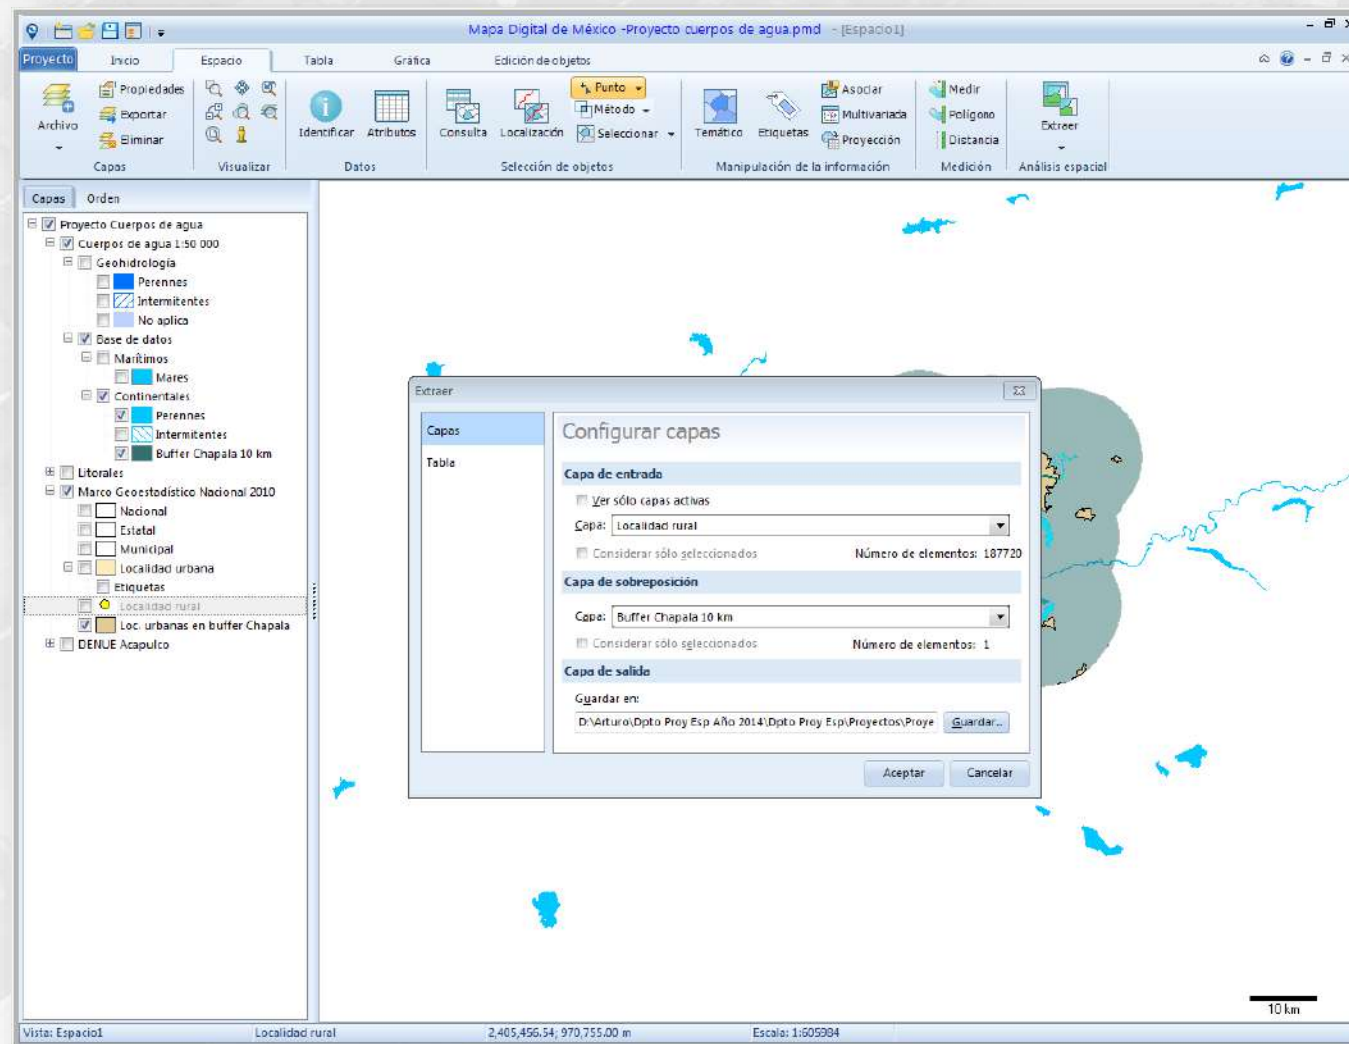 Mapa Digital de México -Proyecto cuerpos de agua.pmd - [Espacio1]
Proyecto Inicio Espacio Tabla Gráfica Edición de objetos
Archivo
Propiedades
Exportar
Eliminar
Capas
Visualizar
Identificar Atributos
Datos
Consulta Localización
Punto
Método
Seleccionar
Selección de objetos
Temático Etiquetas
Asociar
Multivariada
Proyección
Manipulación de la información
Medir
Polígono
Distancia
Medición
Extraer
Análisis espacial
Capas Orden
Proyecto Cuerpos de agua
Cuerpos de agua 1:50 000
Geohidrología
Perennes
Intermitentes
No aplica
Base de datos
Marítimos
Mares
Continentales
Perennes
Intermitentes
Buffer Chapala 10 km
Litorales
Marco Geoestadístico Nacional 2010
Nacional
Estatal
Municipal
Localidad urbana
Etiquetas
Localidad rural
Loc. urbanas en buffer Chapala
DENUE Acapulco
Extraer
Capas
Tabla
Configurar capas
Capa de entrada
Ver sólo capas activas
Capa: Localidad rural
Considerar sólo seleccionados Número de elementos: 187720
Capa de sobreposición
Capa: Buffer Chapala 10 km
Considerar sólo seleccionados Número de elementos: 1
Capa de salida
Guardar en:
D:\Arturo\Dpto Proy Esp Año 2014\Dpto Proy Esp\Proyectos\Proye Guardar..
Aceptar Cancelar
10 km
Vista: Espacio1 Localidad rural 2,405,456.54; 970,755.00 m Escala: 1:605984